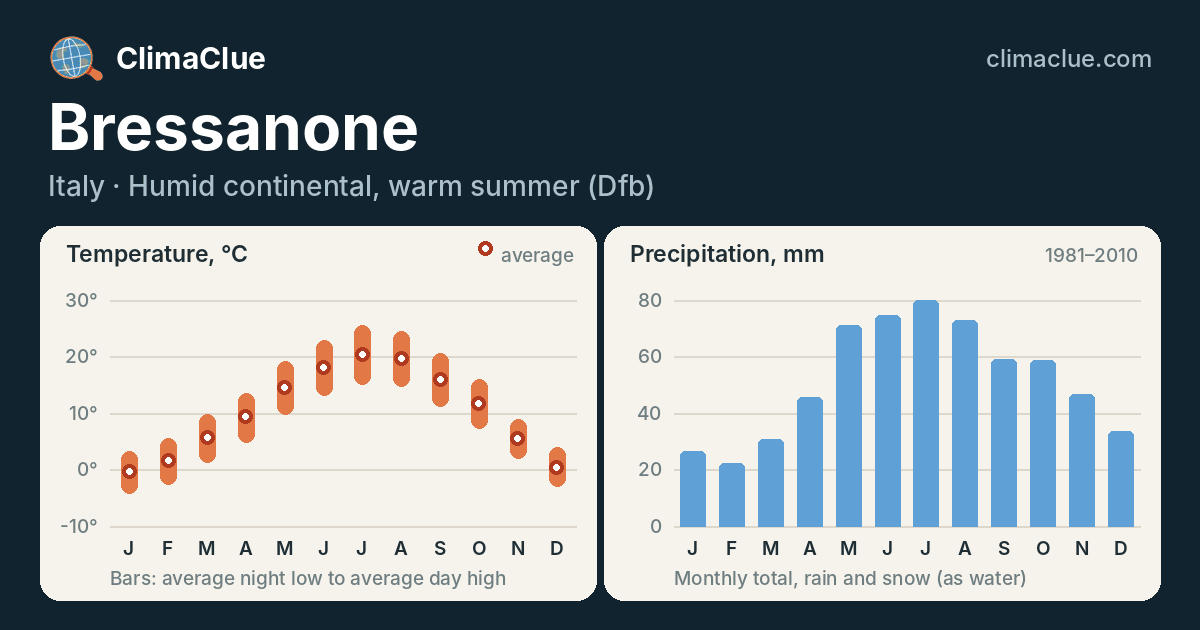 ClimaClue
climaclue.com
Bressanone
Italy · Humid continental, warm summer (Dfb)
Temperature, °C
average
30°
20°
10°
0°
-10°
J F M A M J J A S O N D
Bars: average night low to average day high
Precipitation, mm
1981–2010
80
60
40
20
0
J F M A M J J A S O N D
Monthly total, rain and snow (as water)